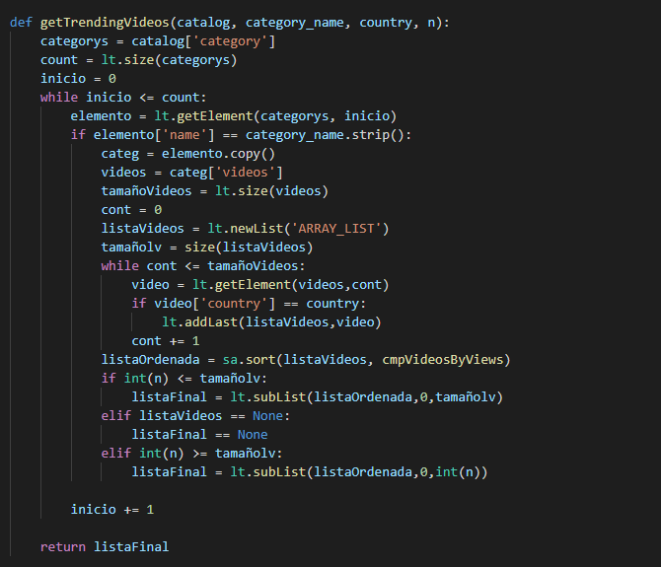 def getTrendingVideos(catalog, category_name, country, n):
    categorys = catalog['category']
    count = lt.size(categorys)
    inicio = 0
    while inicio <= count:
        elemento = lt.getElement(categorys, inicio)
        if elemento['name'] == category_name.strip():
            categ = elemento.copy()
            videos = categ['videos']
            tamañoVideos = lt.size(videos)
            cont = 0
            listaVideos = lt.newList('ARRAY_LIST')
            tamañolv = size(listaVideos)
            while cont <= tamañoVideos:
                video = lt.getElement(videos,cont)
                if video['country'] == country:
                    lt.addLast(listaVideos,video)
                cont += 1
            listaOrdenada = sa.sort(listaVideos, cmpVideosByViews)
            if int(n) <= tamañolv:
                listaFinal = lt.subList(listaOrdenada,0,tamañolv)
            elif listaVideos == None:
                listaFinal == None
            elif int(n) >= tamañolv:
                listaFinal = lt.subList(listaOrdenada,0,int(n))
        inicio += 1
    return listaFinal